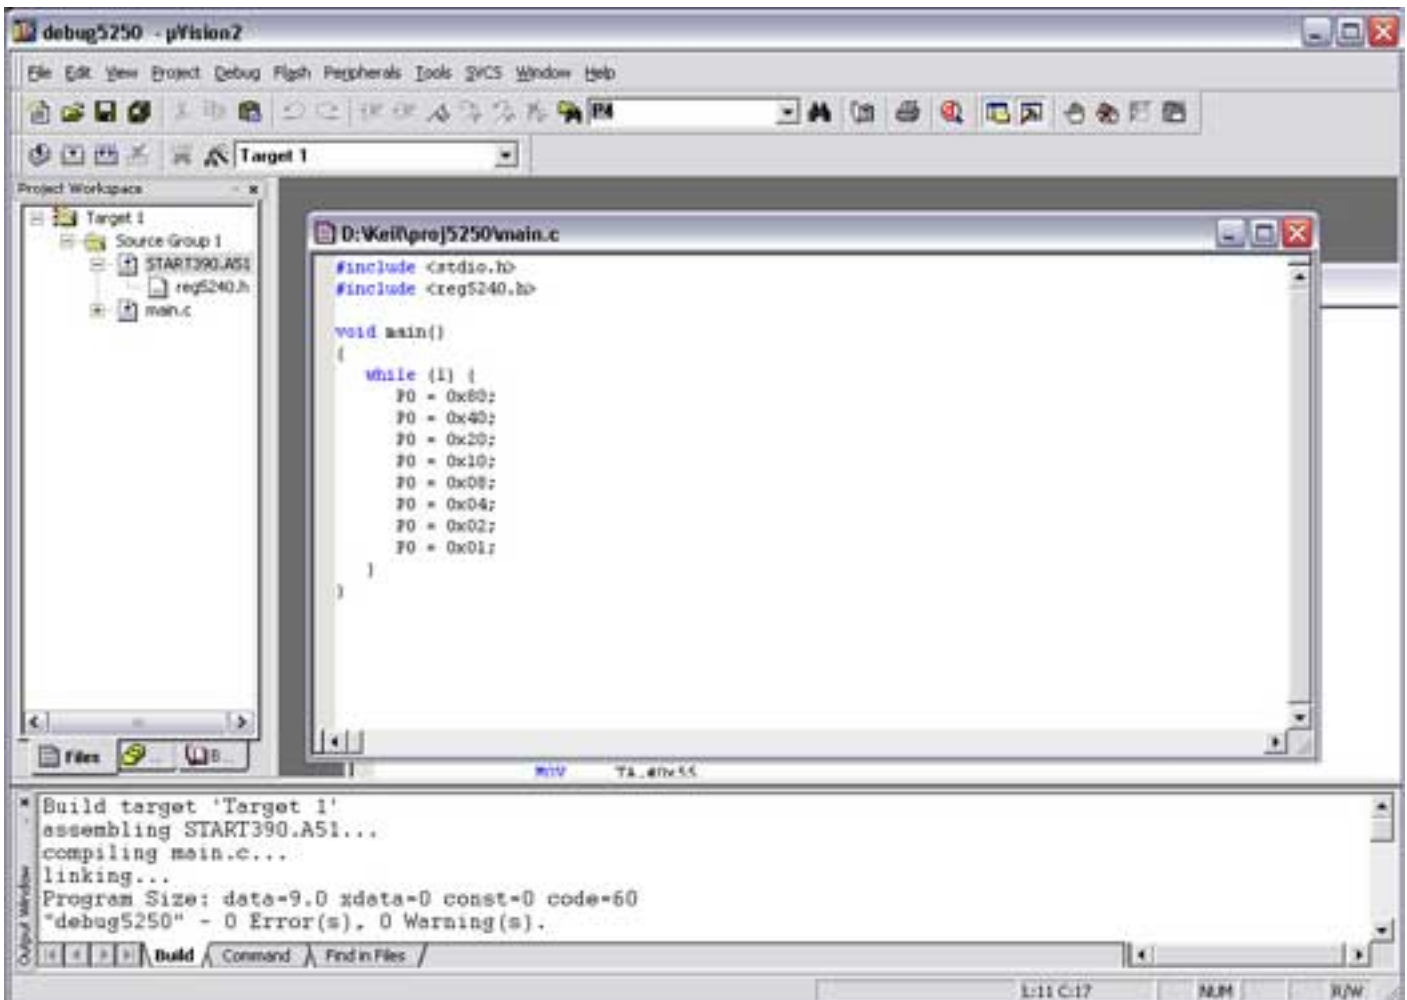 debug5250 - µVision2
File Edit View Project Debug Flash Peripherals Tools SVCS Window Help
P4
Target 1
Project Workspace
Target 1
Source Group 1
START390.A51
reg5240.h
main.c
Files
B...
D:\Keil\proj5250\main.c
#include <stdio.h>
#include <reg5240.h>
void main()
{
while (1) {
P0 = 0x80;
P0 = 0x40;
P0 = 0x20;
P0 = 0x10;
P0 = 0x08;
P0 = 0x04;
P0 = 0x02;
P0 = 0x01;
}
}
MOV TA,#0x55
Build target 'Target 1'
assembling START390.A51...
compiling main.c...
linking...
Program Size: data=9.0 xdata=0 const=0 code=60
"debug5250" - 0 Error(s), 0 Warning(s).
Output Window
Build Command Find in Files
L:11 C:17 NUM R/W